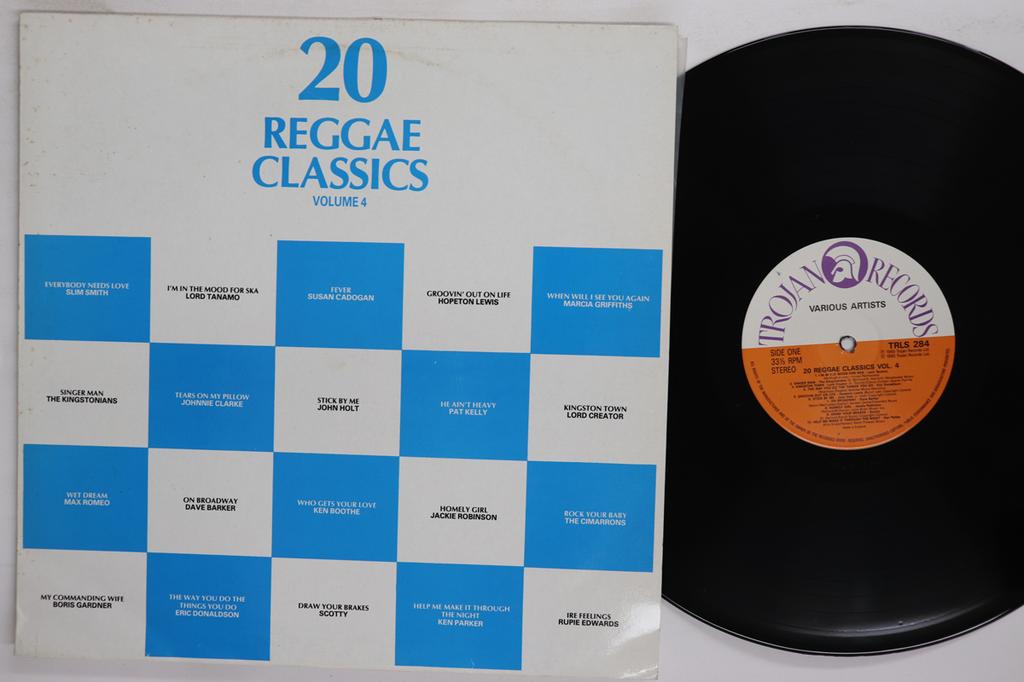 20
REGGAE
CLASSICS
VOLUME 4
EVERYBODY NEEDS LOVE
SLIM SMITH
I'M IN THE MOOD FOR SKA
LORD TANAMO
FEVER
SUSAN CADOGAN
GROOVIN' OUT ON LIFE
HOPETON LEWIS
WHEN WILL I SEE YOU AGAIN
MARCIA GRIFFITHS
SINGER MAN
THE KINGSTONIANS
TEARS ON MY PILLOW
JOHNNIE CLARKE
STICK BY ME
JOHN HOLT
HE AIN'T HEAVY
PAT KELLY
KINGSTON TOWN
LORD CREATOR
WET DREAM
MAX ROMEO
ON BROADWAY
DAVE BARKER
WHO GETS YOUR LOVE
KEN BOOTHE
HOMELY GIRL
JACKIE ROBINSON
ROCK YOUR BABY
THE CIMARRONS
MY COMMANDING WIFE
BORIS GARDNER
THE WAY YOU DO THE
THINGS YOU DO
ERIC DONALDSON
DRAW YOUR BRAKES
SCOTTY
HELP ME MAKE IT THROUGH
THE NIGHT
KEN PARKER
IRE FEELINGS
RUPIE EDWARDS
TROJAN RECORDS
VARIOUS ARTISTS
SIDE ONE
33⅓ RPM
STEREO
TRLS 284
20 REGGAE CLASSICS VOL. 4